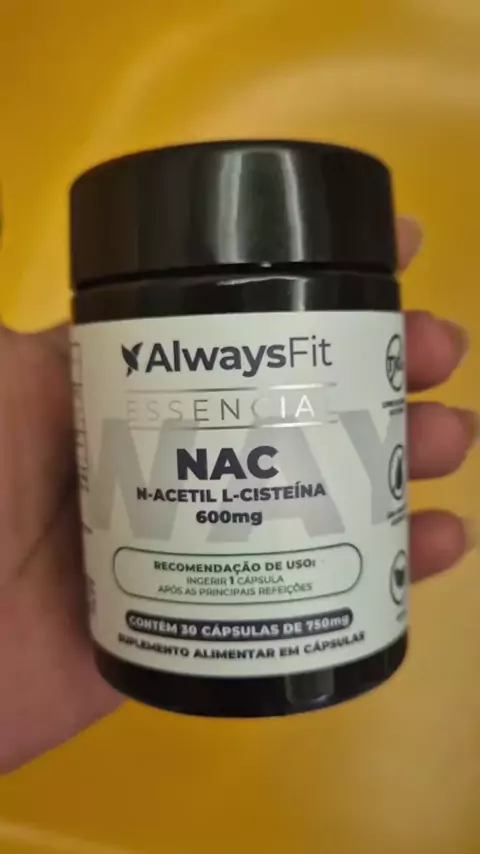 AlwaysFit
ESSENCIAL
NAC
N-ACETIL L-CISTEÍNA
600mg
RECOMENDAÇÃO DE USO:
INGERIR 1 CÁPSULA
APÓS AS PRINCIPAIS REFEIÇÕES
CONTÉM 30 CÁPSULAS DE 750mg
SUPLEMENTO ALIMENTAR EM CÁPSULAS
WAY